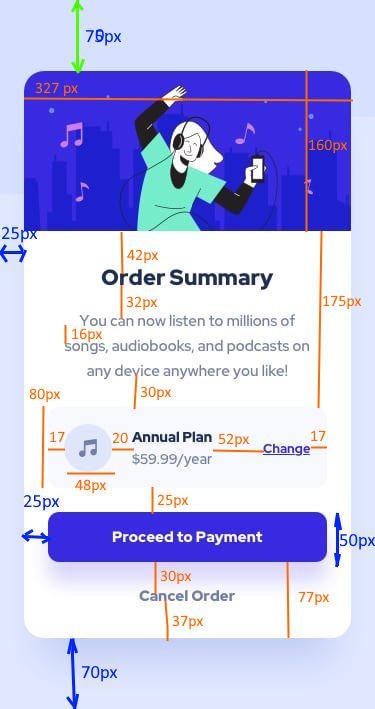 327 px
160px
25px
42px
Order Summary
32px
175px
You can now listen to millions of
16px
songs, audiobooks, and podcasts on
any device anywhere you like!
30px
80px
17 20 Annual Plan 52px Change 17
$59.99/year
48px
25px
25px
Proceed to Payment
50px
30px
Cancel Order
77px
37px
70px